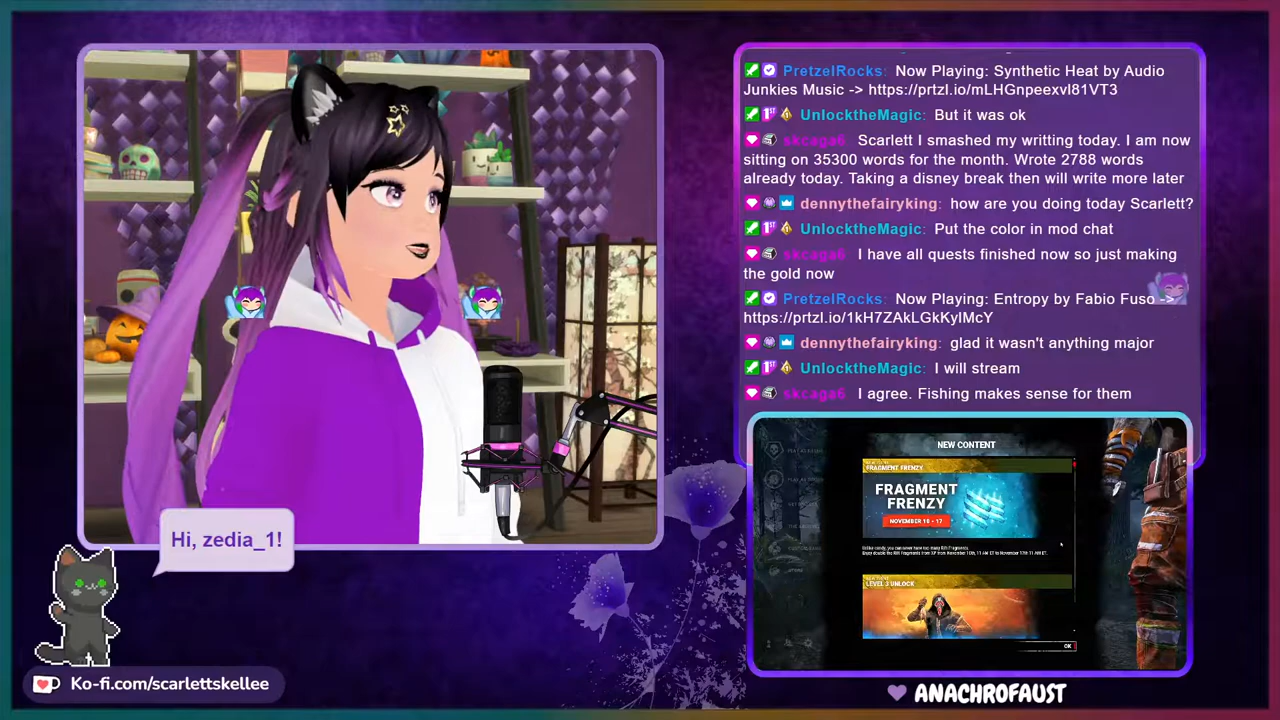 PretzelRocks: Now Playing: Synthetic Heat by Audio
Junkies Music -> https://prtzl.io/mLHGnpeexvI81VT3
UnlocktheMagic: But it was ok
skcaga6 Scarlett I smashed my writting today. I am now
sitting on 35300 words for the month. Wrote 2788 words
already today. Taking a disney break then will write more later
dennythefairyking: how are you doing today Scarlett?
UnlocktheMagic: Put the color in mod chat
skcaga6 I have all quests finished now so just making
the gold now
PretzelRocks: Now Playing: Entropy by Fabio Fuso ->
https://prtzl.io/1kH7ZAkLGkKylMcY
dennythefairyking: glad it wasn't anything major
UnlocktheMagic: I will stream
skcaga6 I agree. Fishing makes sense for them
NEW CONTENT
FRAGMENT FRENZY
FRAGMENT
FRENZY
NOVEMBER 10 - 17
LEVEL 3 UNLOCK
OK
Hi, zedia_1!
Ko-fi.com/scarlettskellee
ANACHROFAUST